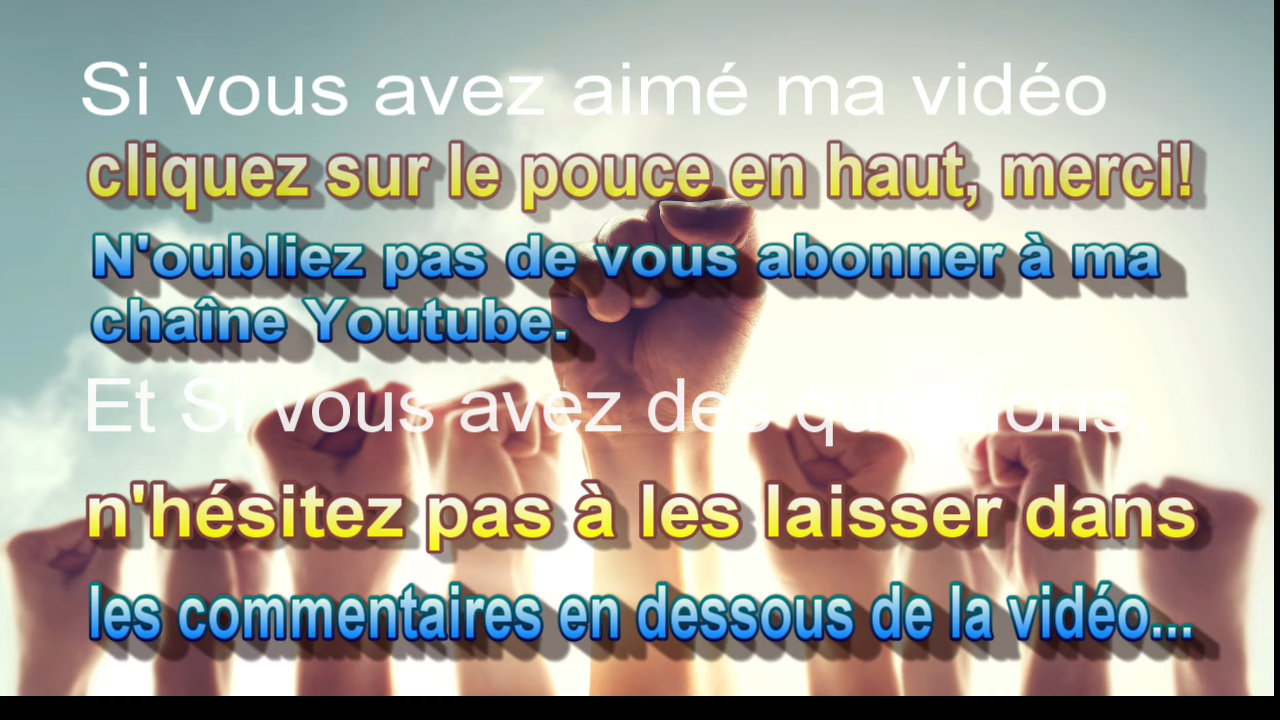 Si vous avez aimé ma vidéo
cliquez sur le pouce en haut, merci!
N'oubliez pas de vous abonner à ma
chaîne Youtube.
Et Si vous avez des questions,
n'hésitez pas à les laisser dans
les commentaires en dessous de la vidéo...